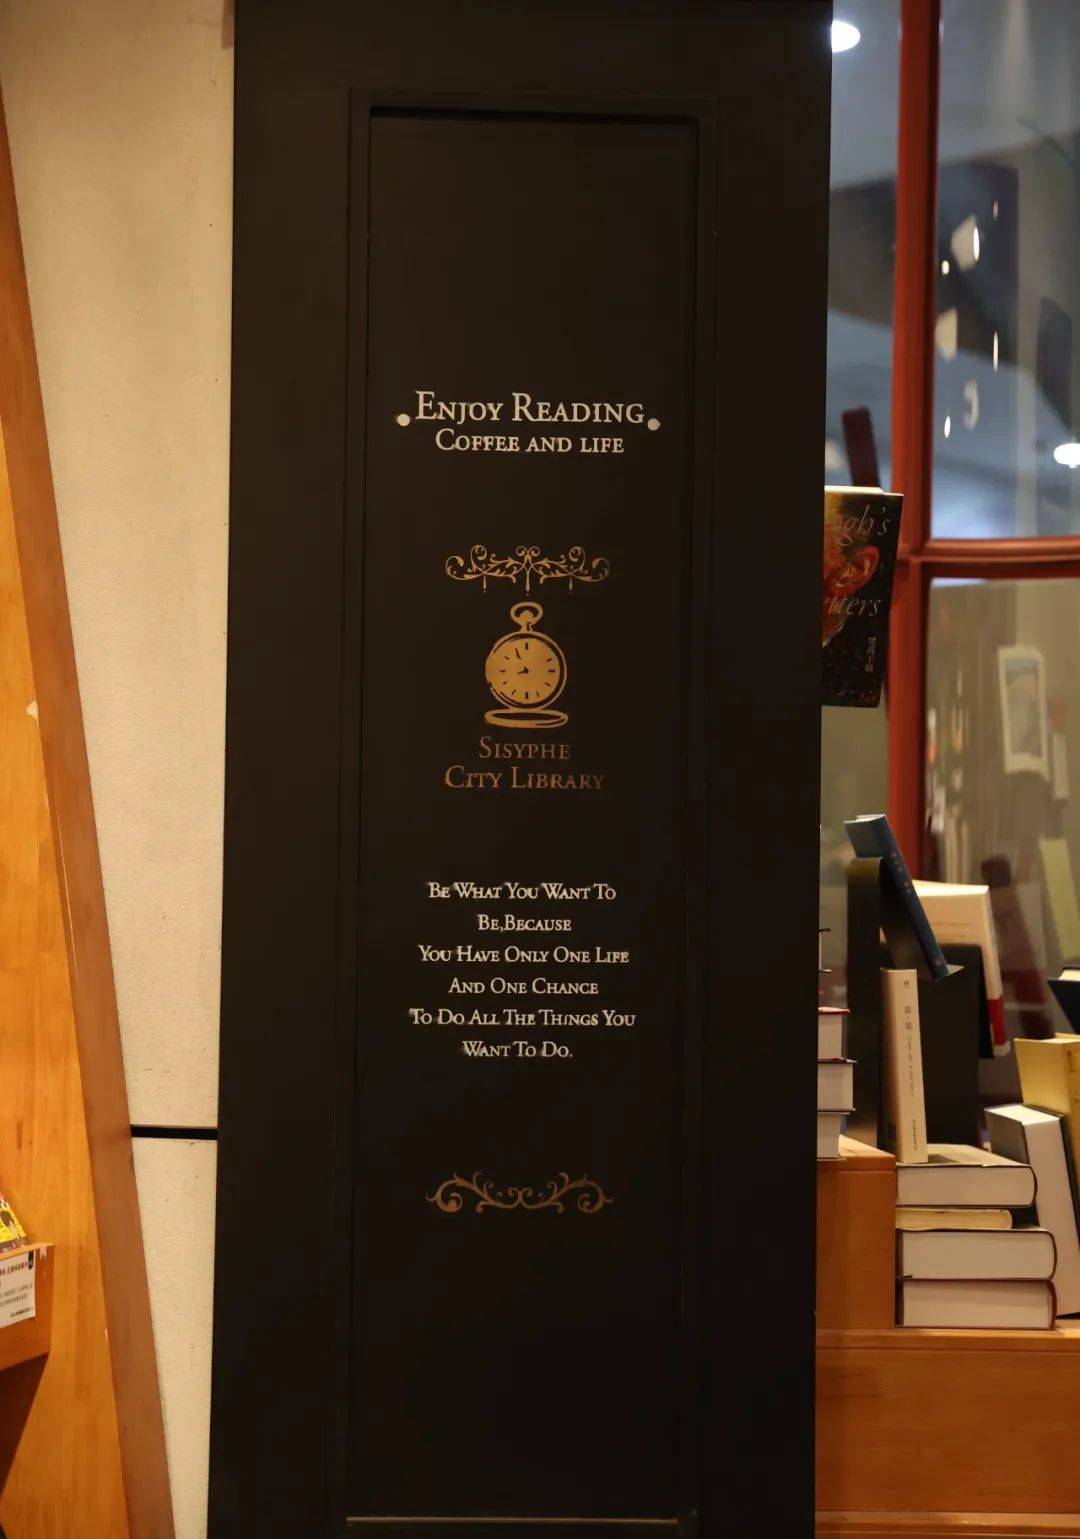 Enjoy Reading
Coffee and life
Sisyphe
City Library
Be What You Want To
Be,Because
You Have Only One Life
And One Chance
To Do All The Things You
Want To Do.